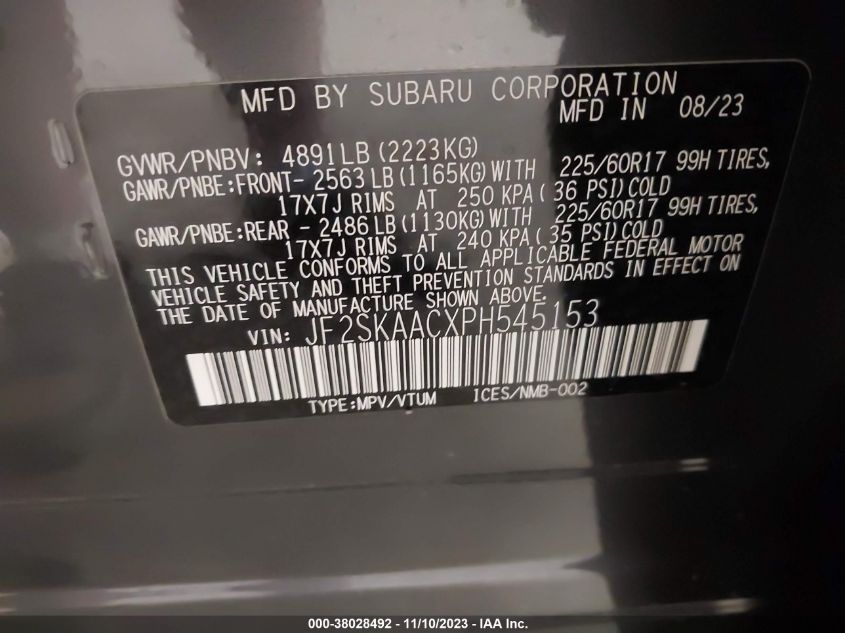 MFD BY SUBARU CORPORATION
MFD IN 08/23
GVWR/PNBV: 4891LB (2223KG)
GAWR/PNBE:FRONT- 2563 LB (1165KG) WITH 225/60R17 99H TIRES,
17X7J RIMS AT 250 KPA ( 36 PSI) COLD
GAWR/PNBE:REAR - 2486 LB (1130KG) WITH 225/60R17 99H TIRES,
17X7J RIMS AT 240 KPA ( 35 PSI) COLD
THIS VEHICLE CONFORMS TO ALL APPLICABLE FEDERAL MOTOR
VEHICLE SAFETY AND THEFT PREVENTION STANDARDS IN EFFECT ON
THE DATE OF MANUFACTURE SHOWN ABOVE.
VIN: JF2SKAACXPH545153
TYPE:MPV/VTUM ICES/NMB-002
000-38028492 - 11/10/2023 - IAA Inc.